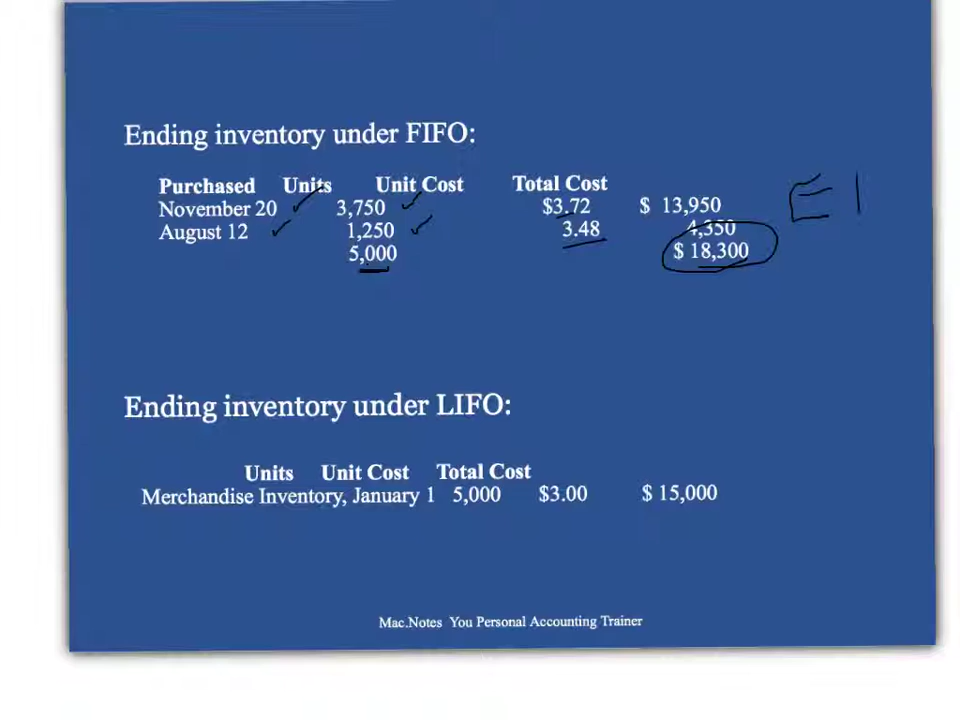 Ending inventory under FIFO:
Purchased Units Unit Cost Total Cost
November 20 3,750 $3.72 $ 13,950
August 12 1,250 3.48 4,350
5,000 $ 18,300
E I
Ending inventory under LIFO:
Units Unit Cost Total Cost
Merchandise Inventory, January 1 5,000 $3.00 $ 15,000
Mac.Notes You Personal Accounting Trainer